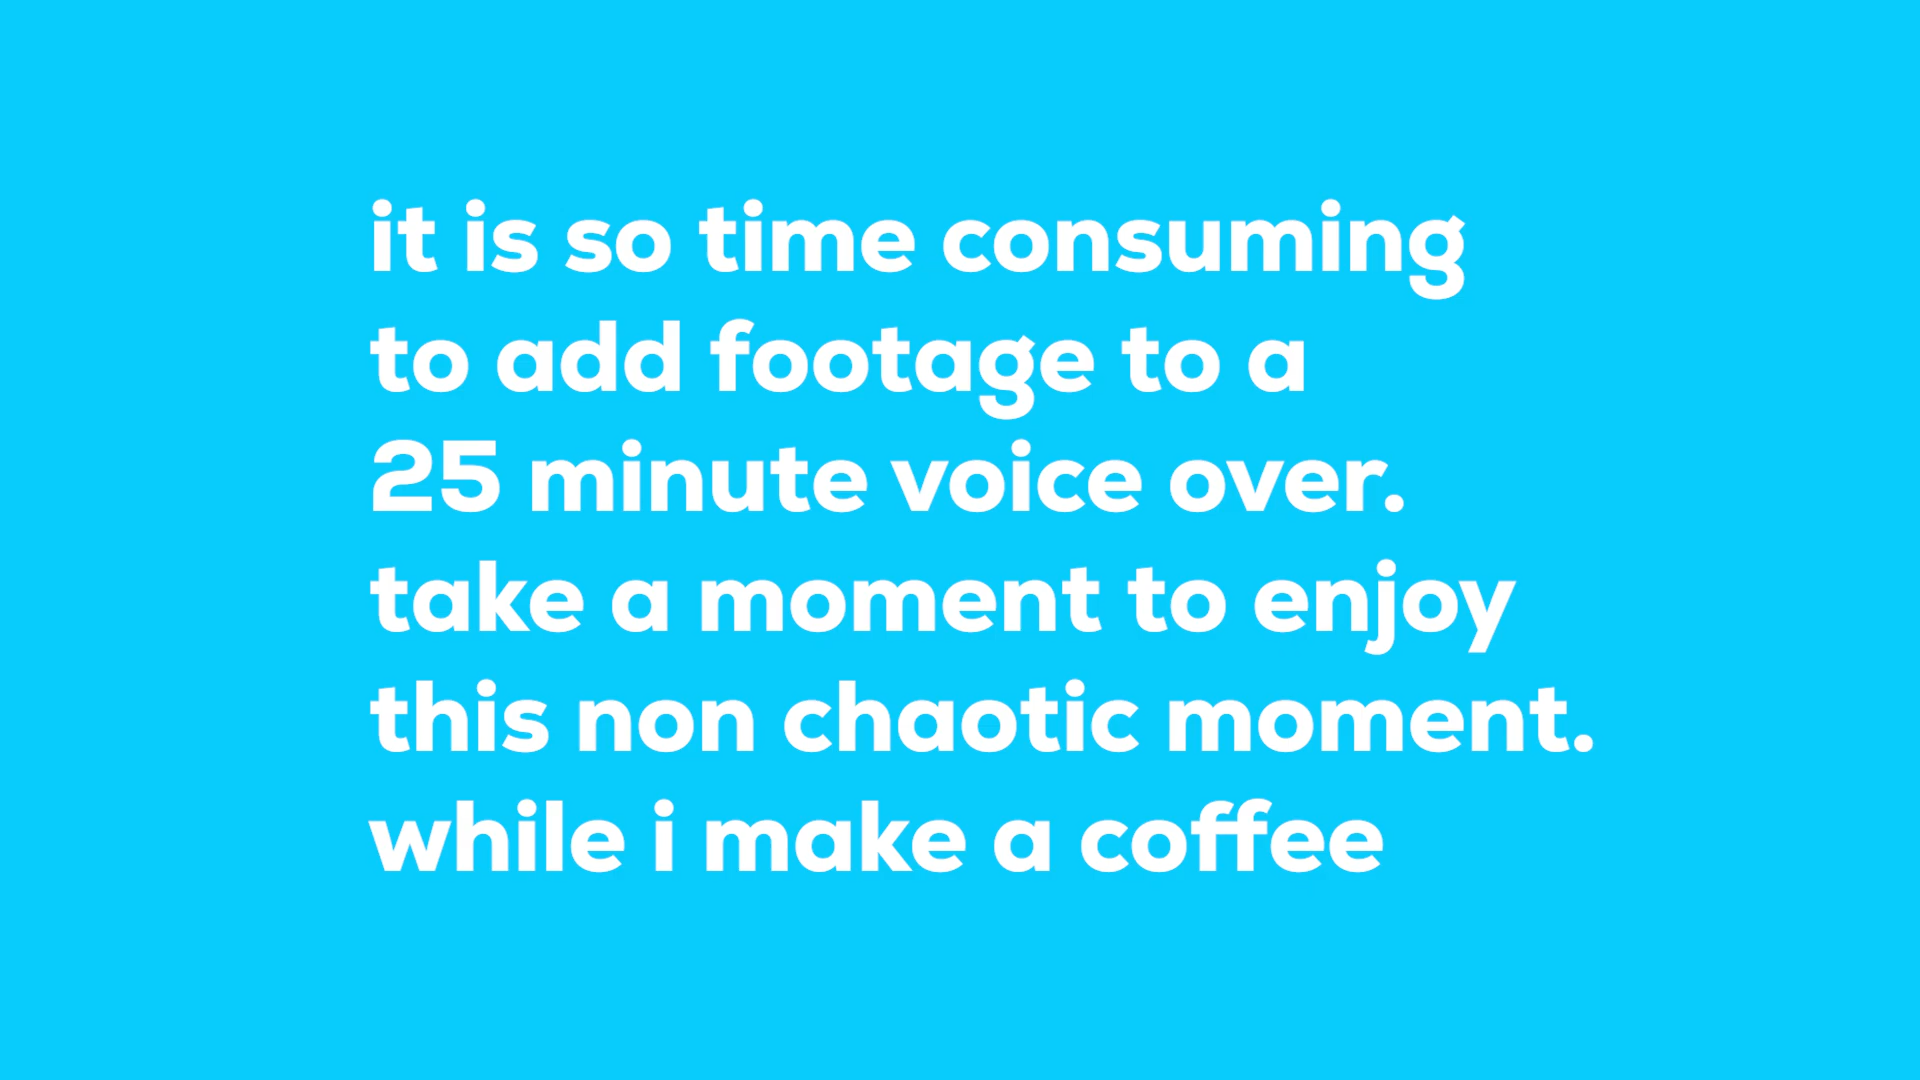 it is so time consuming
to add footage to a
25 minute voice over.
take a moment to enjoy
this non chaotic moment.
while i make a coffee